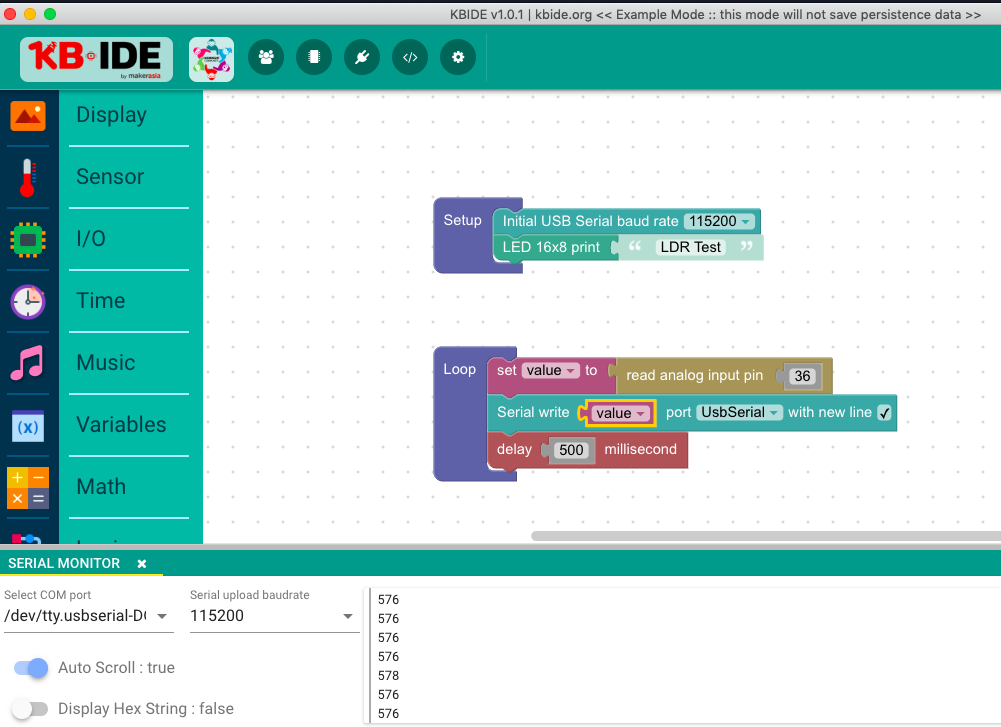 KBIDE v1.0.1 | kbide.org << Example Mode :: this mode will not save persistence data >>
KB IDE
by makerasia
Display
Sensor
I/O
Time
Music
Variables
Math
Setup
Initial USB Serial baud rate 115200
LED 16x8 print “ LDR Test ”
Loop
set value to read analog input pin 36
Serial write value port UsbSerial with new line
delay 500 millisecond
SERIAL MONITOR
Select COM port
/dev/tty.usbserial-D
Serial upload baudrate
115200
Auto Scroll : true
Display Hex String : false
576
576
576
576
578
576
576